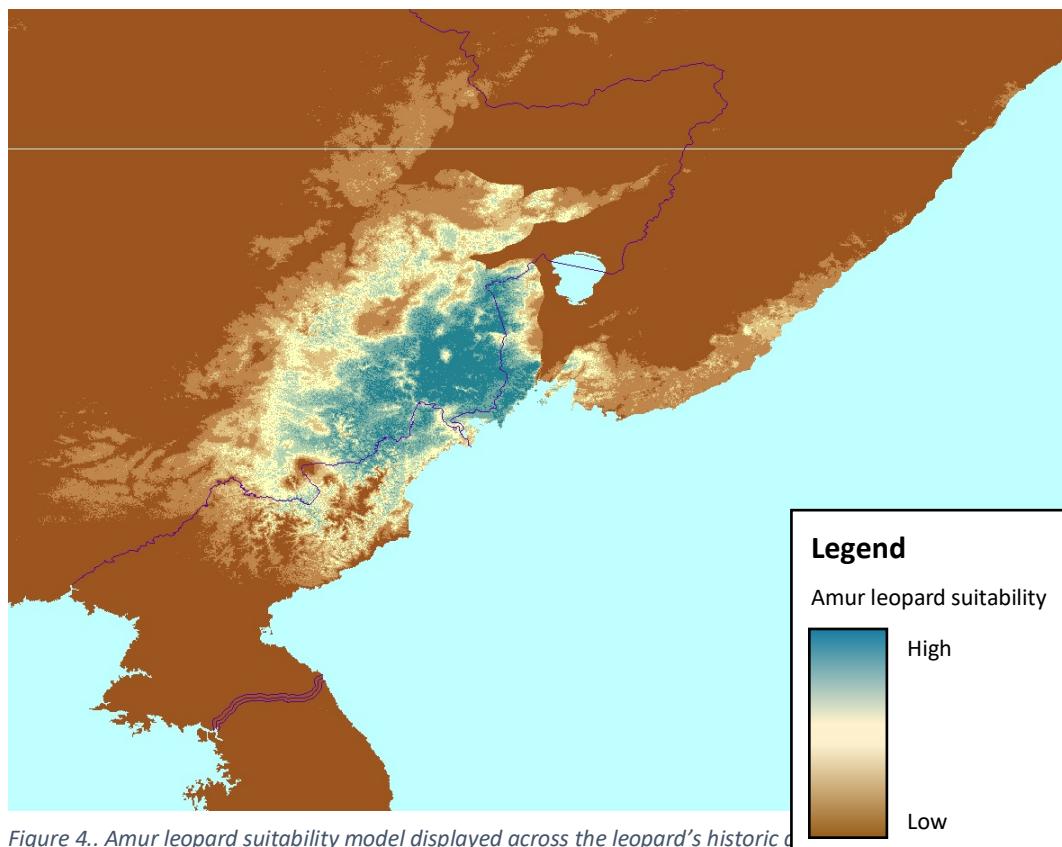 Legend
Amur leopard suitability
High
Low
Figure 4.. Amur leopard suitability model displayed across the leopard's historic